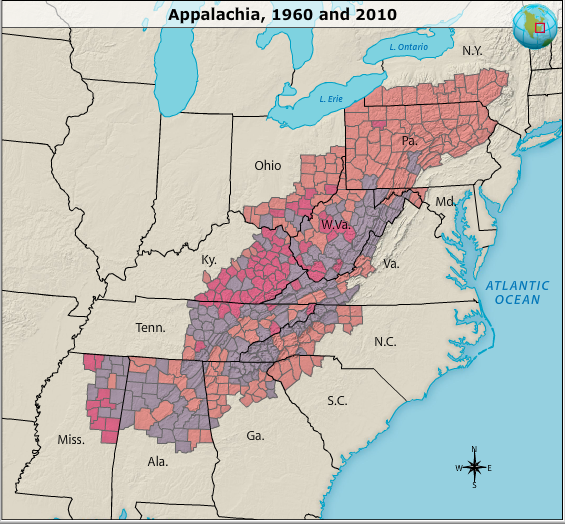 Appalachia, 1960 and 2010
L. Ontario
N.Y.
L. Erie
Pa.
Ohio
Md.
W.Va.
Ky.
Va.
ATLANTIC
OCEAN
Tenn.
N.C.
S.C.
Miss.
Ga.
Ala.
N
W E
S